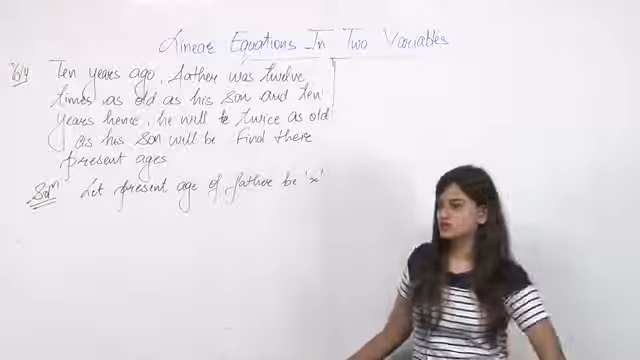 Linear Equations In Two Variables
Ten years ago, father was twelve
times as old as his son and ten
years hence, he will be twice as old
as his son will be Find there
present ages
Solⁿ Let present age of father be 'x'